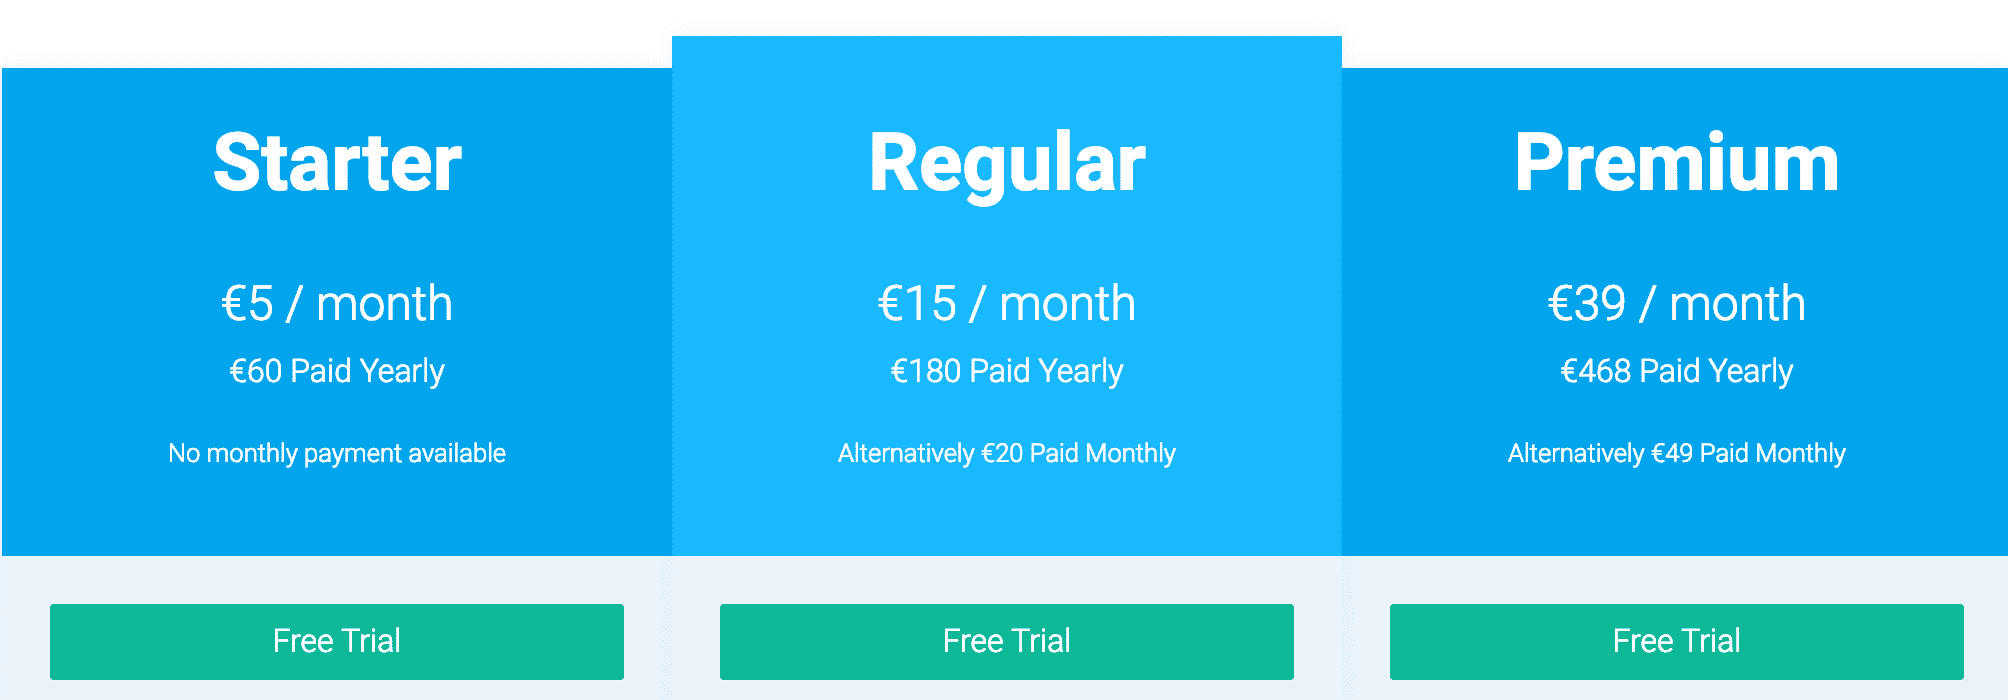 Starter
€5 / month
€60 Paid Yearly
No monthly payment available
Free Trial
Regular
€15 / month
€180 Paid Yearly
Alternatively €20 Paid Monthly
Free Trial
Premium
€39 / month
€468 Paid Yearly
Alternatively €49 Paid Monthly
Free Trial